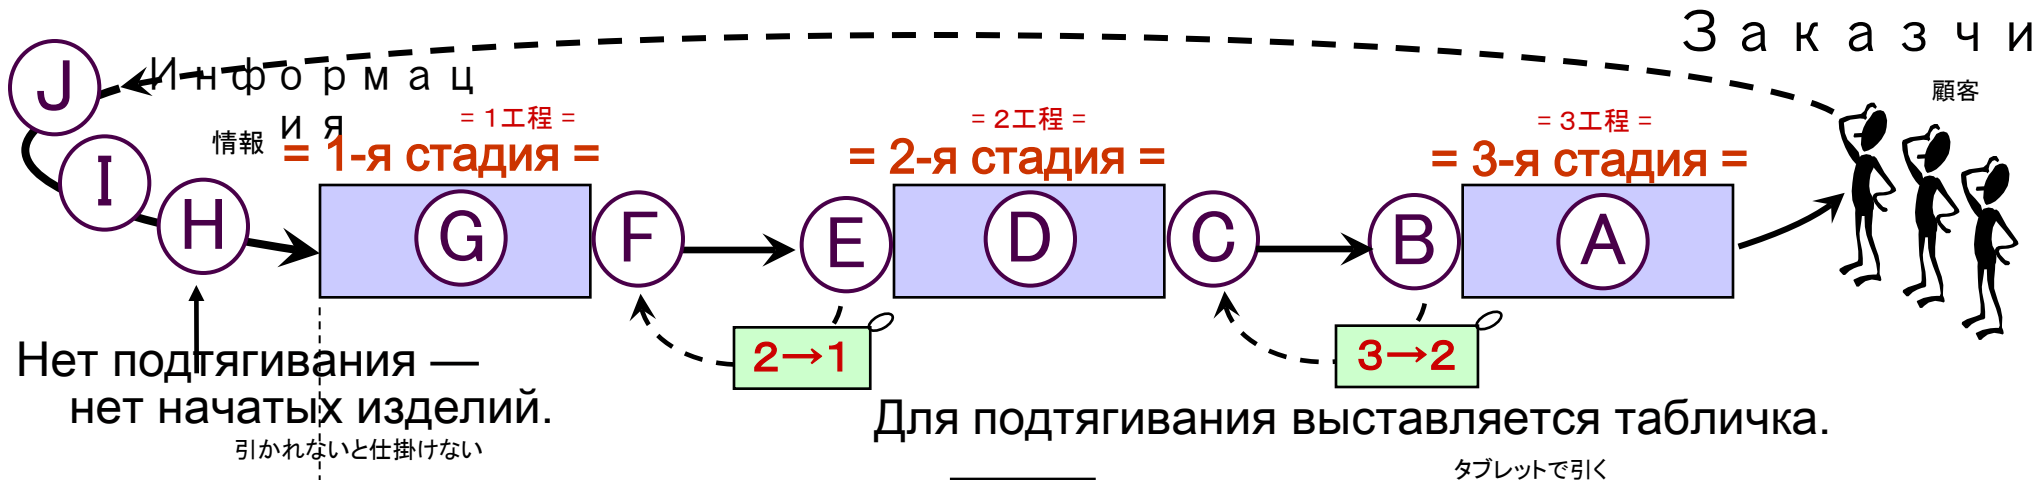 З а к а з ч и
顧客
И н ф о р м а ц
и я
情報
= 1工程 =
= 2工程 =
= 3工程 =
= 1-я стадия =
= 2-я стадия =
= 3-я стадия =
J
I
H
G
F
E
D
C
B
A
2→1
3→2
Нет подтягивания —
нет начатых изделий.
引かれないと仕掛けない
Для подтягивания выставляется табличка.
タブレットで引く